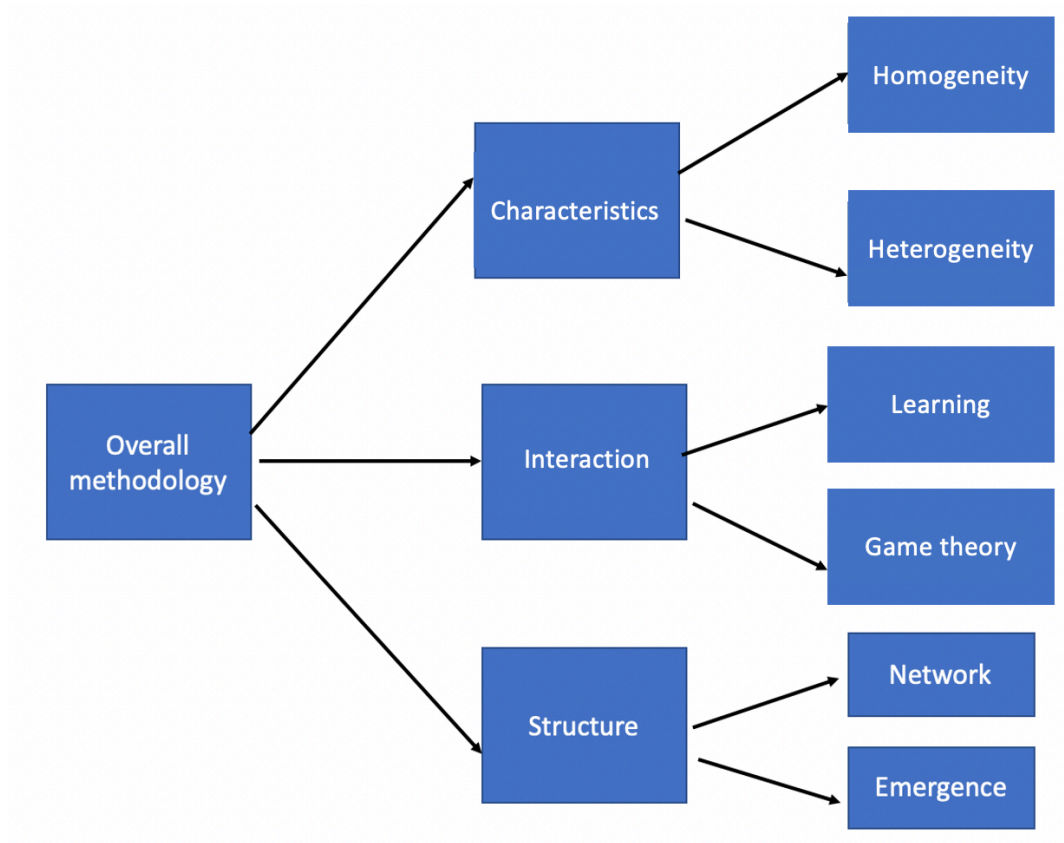 Overall
methodology
Characteristics
Homogeneity
Heterogeneity
Interaction
Learning
Game theory
Structure
Network
Emergence